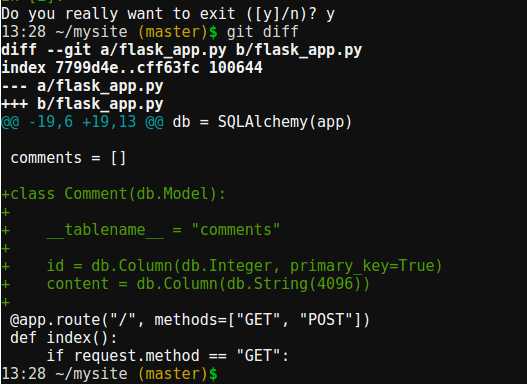 Do you really want to exit ([y]/n)? y
13:28 ~/mysite (master)$ git diff
diff --git a/flask_app.py b/flask_app.py
index 7799d4e..cff63fc 100644
--- a/flask_app.py
+++ b/flask_app.py
@@ -19,6 +19,13 @@ db = SQLAlchemy(app)

 comments = []

+class Comment(db.Model):
+
+    __tablename__ = "comments"
+
+    id = db.Column(db.Integer, primary_key=True)
+    content = db.Column(db.String(4096))
+
 @app.route("/", methods=["GET", "POST"])
 def index():
     if request.method == "GET":
13:28 ~/mysite (master)$